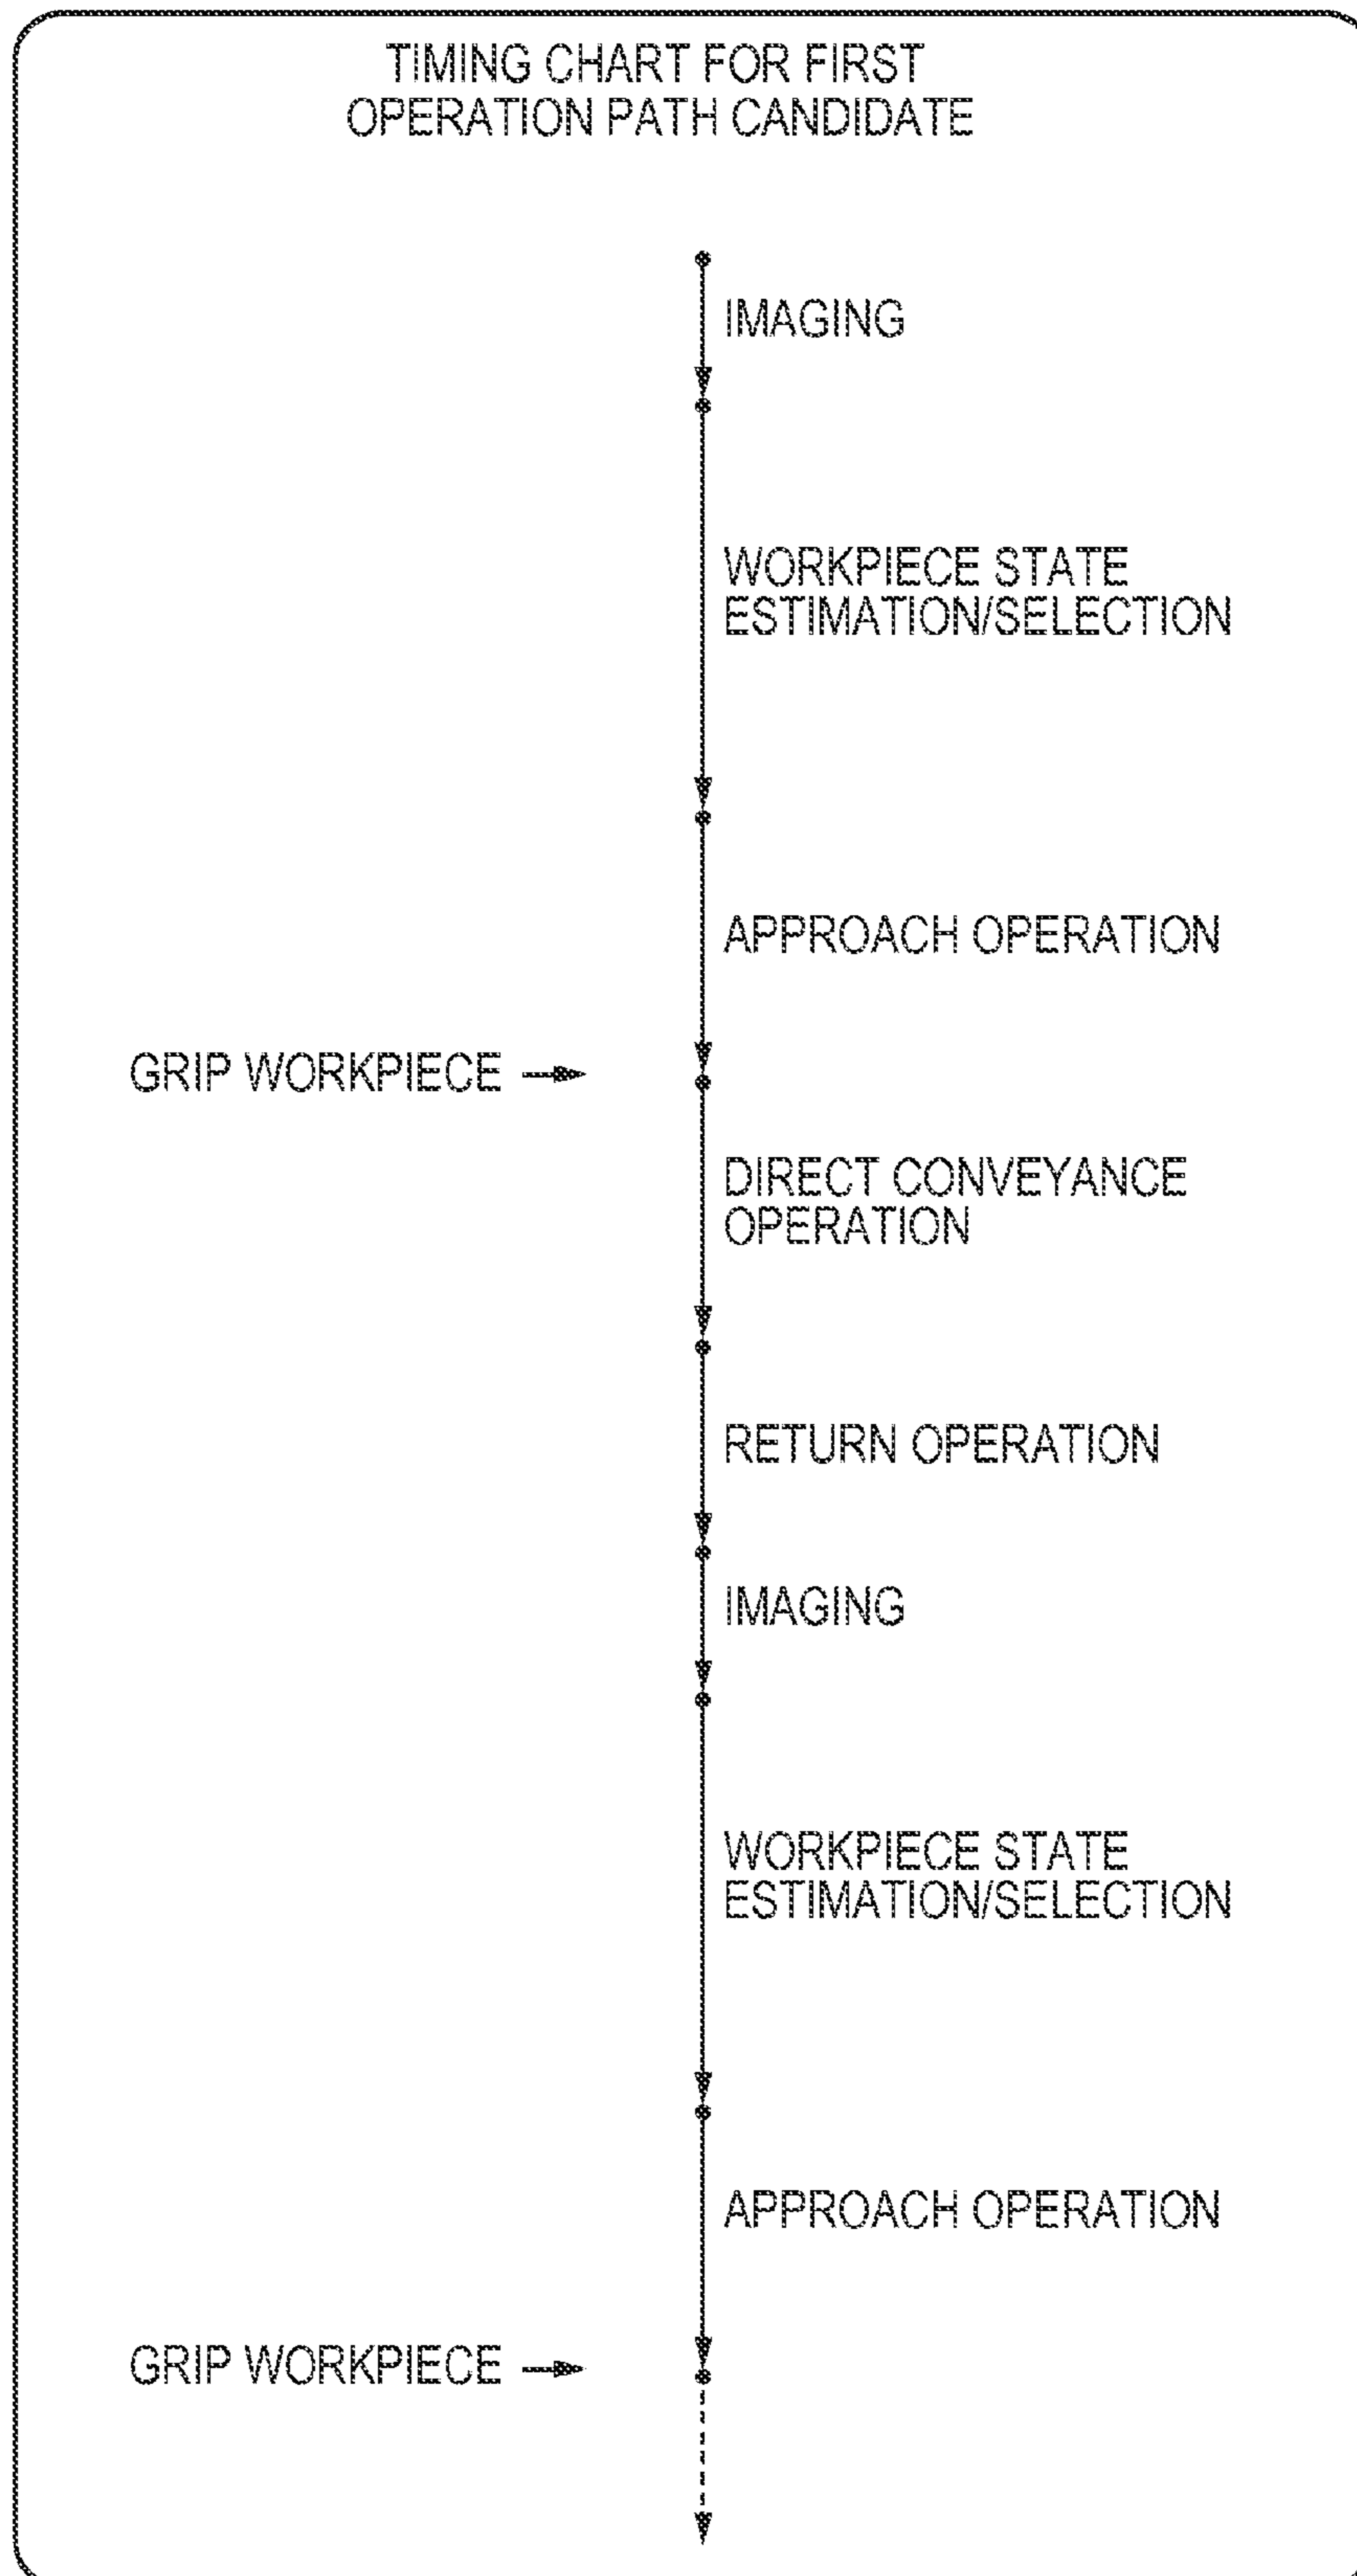 TIMING CHART FOR FIRST
OPERATION PATH CANDIDATE
IMAGING
WORKPIECE STATE
ESTIMATION/SELECTION
APPROACH OPERATION
GRIP WORKPIECE
DIRECT CONVEYANCE
OPERATION
RETURN OPERATION
IMAGING
WORKPIECE STATE
ESTIMATION/SELECTION
APPROACH OPERATION
GRIP WORKPIECE